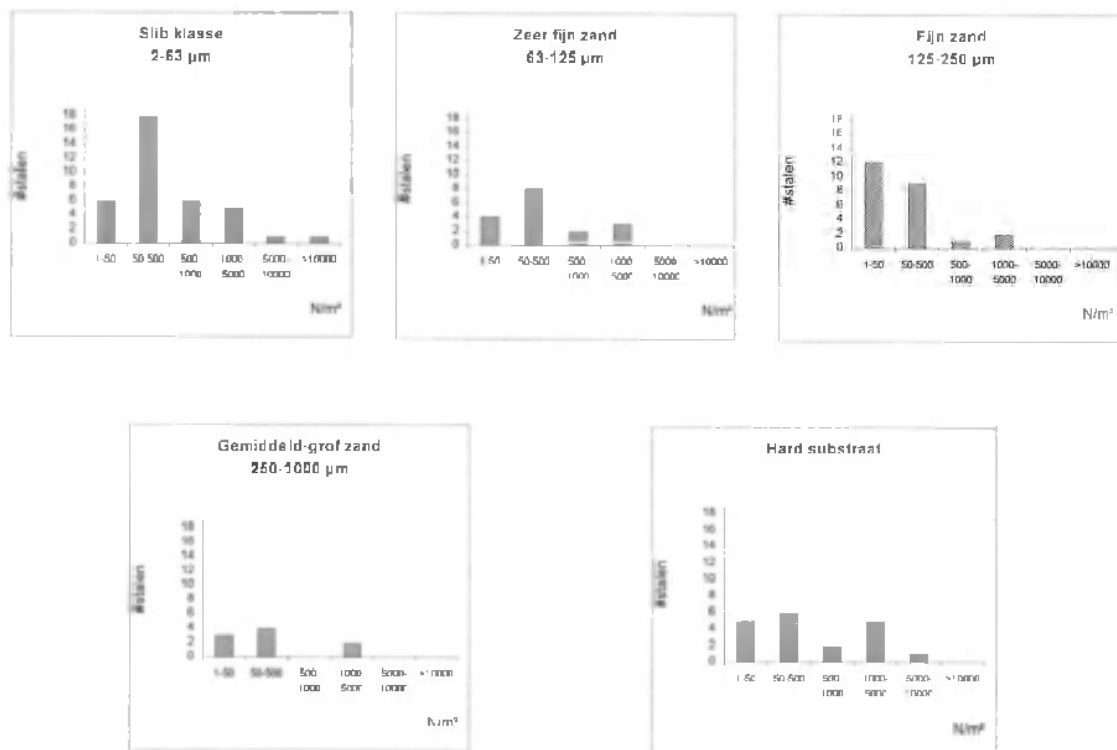 Slib klasse
2-63 µm
#stalen
18
16
14
12
10
8
6
4
2
0
1-50 50-500 500 1000 5000- >10000
1000 5000 10000
N/m²
Zeer fijn zand
63-125 µm
#stalen
18
16
14
12
10
8
6
4
2
0
1-50 50-500 500 1000 5000 >10000
1000 5000 10000
N/m²
Fijn zand
125-250 µm
#stalen
18
16
14
12
10
8
6
4
2
0
1-50 50-500 500- 1000- 5000- >10000
1000 5000 10000
N/m²
Gemiddeld-grof zand
250-1000 µm
#stalen
18
16
14
12
10
8
6
4
2
0
1-50 50-500 500 1000 5000- >10000
1000 5000 10000
N/m²
Hard substraat
#stalen
18
16
14
12
10
8
6
4
2
0
1-50 50-500 500 1000- 5000- >10000
1000 5000 10000
N/m²